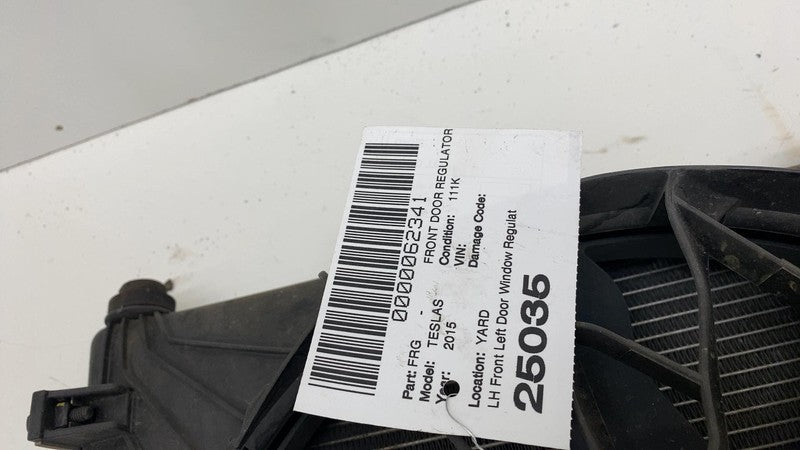 0000062341
Part: FRG - FRONT DOOR REGULATOR
Model: TESLAS Condition: 111K
Year: 2015 VIN:
Damage Code:
Location: YARD
LH Front Left Door Window Regulat
25035